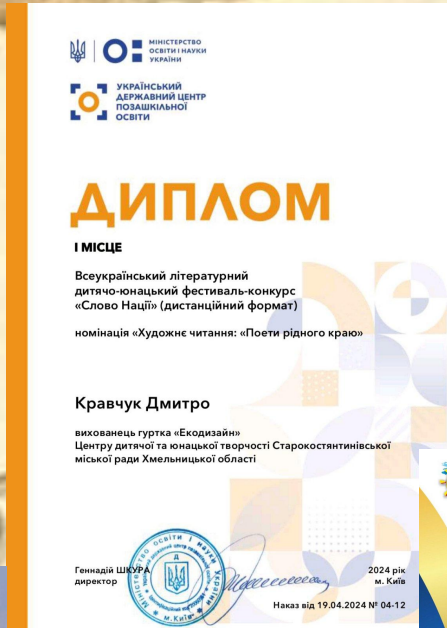 МІНІСТЕРСТВО
ОСВІТИ І НАУКИ
УКРАЇНИ
УКРАЇНСЬКИЙ
ДЕРЖАВНИЙ ЦЕНТР
ПОЗАШКІЛЬНОЇ
ОСВІТИ
ДИПЛОМ
І МІСЦЕ
Всеукраїнський літературний
дитячо-юнацький фестиваль-конкурс
«Слово Нації» (дистанційний формат)
номінація «Художнє читання: «Поети рідного краю»
Кравчук Дмитро
вихованець гуртка «Екодизайн»
Центру дитячої та юнацької творчості Старокостянтинівської
міської ради Хмельницької області
Геннадій ШКУРА
директор
2024 рік
м. Київ
Наказ від 19.04.2024 № 04-12